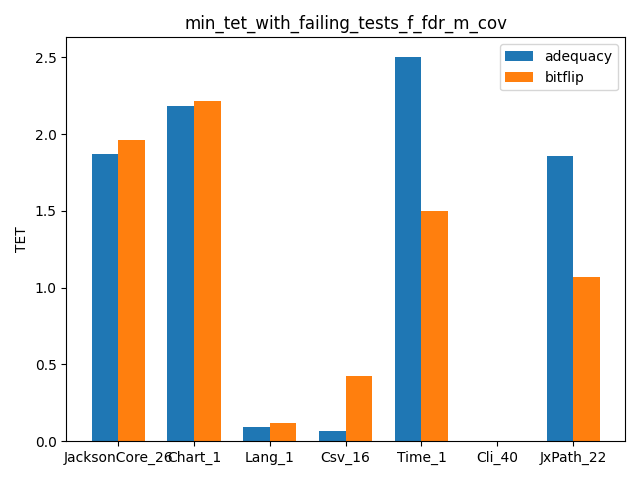 min_tet_with_failing_tests_f_fdr_m_cov
adequacy
bitflip
TET
2.5
2.0
1.5
1.0
0.5
0.0
JacksonCore_26
Chart_1
Lang_1
Csv_16
Time_1
Cli_40
JxPath_22